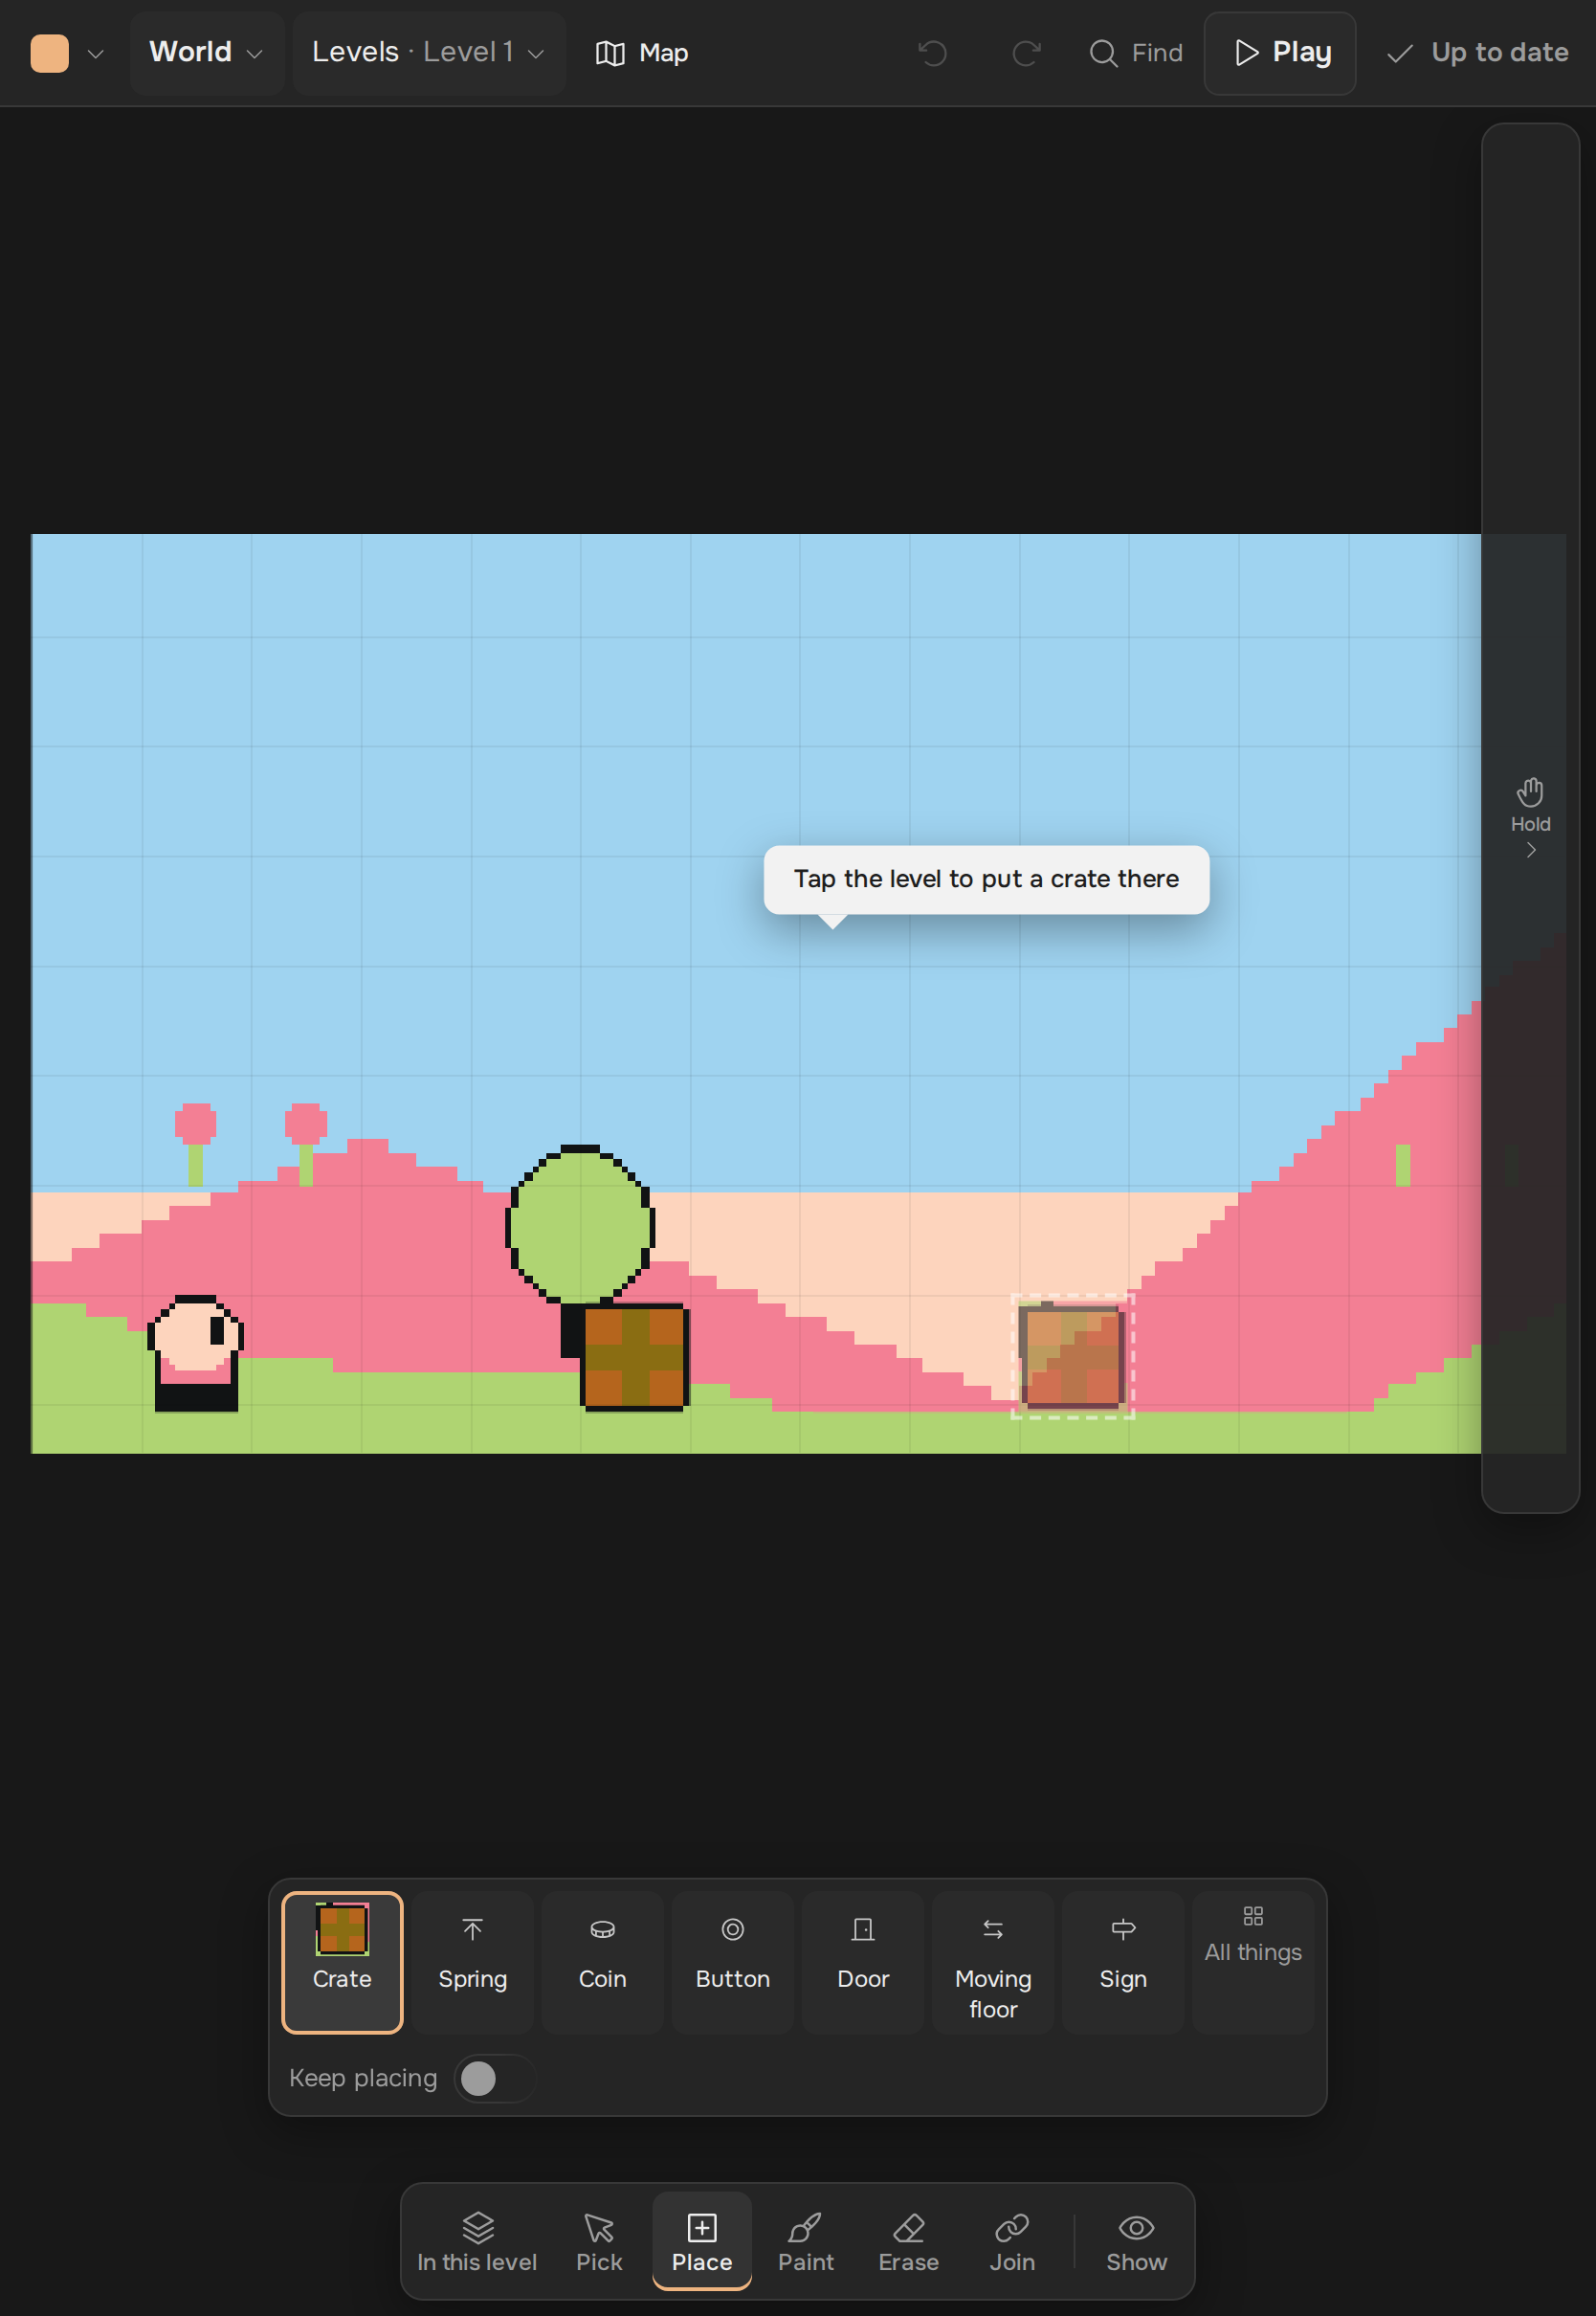 World
Levels · Level 1
Map
Find
Play
Up to date
Hold
Tap the level to put a crate there
Crate
Spring
Coin
Button
Door
Moving
floor
Sign
All things
Keep placing
In this level
Pick
Place
Paint
Erase
Join
Show